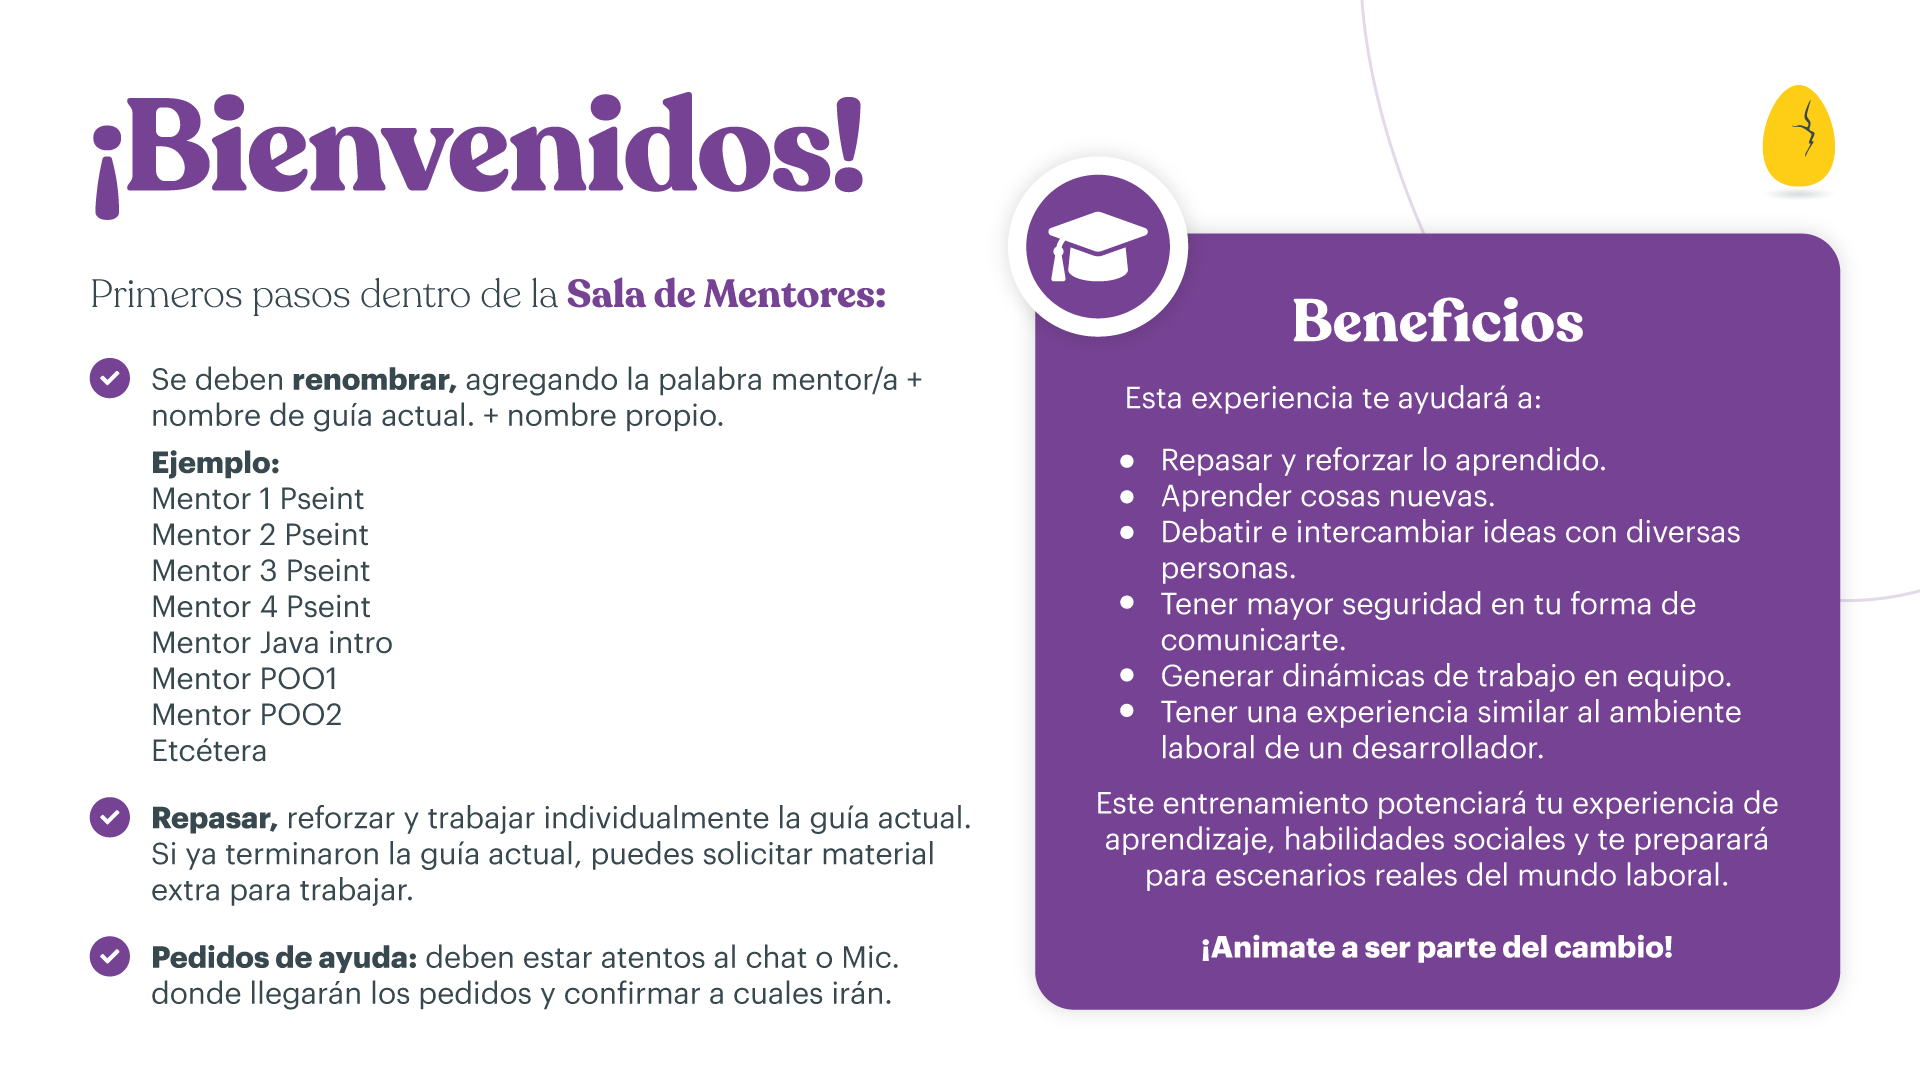 ¡Bienvenidos!
Primeros pasos dentro de la Sala de Mentores:
Se deben renombrar, agregando la palabra mentor/a +
nombre de guía actual. + nombre propio.
Ejemplo:
Mentor 1 Pseint
Mentor 2 Pseint
Mentor 3 Pseint
Mentor 4 Pseint
Mentor Java intro
Mentor POO1
Mentor POO2
Etcétera
Repasar, reforzar y trabajar individualmente la guía actual.
Si ya terminaron la guía actual, puedes solicitar material
extra para trabajar.
Pedidos de ayuda: deben estar atentos al chat o Mic.
donde llegarán los pedidos y confirmar a cuales irán.
Beneficios
Esta experiencia te ayudará a:
Repasar y reforzar lo aprendido.
Aprender cosas nuevas.
Debatir e intercambiar ideas con diversas
personas.
Tener mayor seguridad en tu forma de
comunicarte.
Generar dinámicas de trabajo en equipo.
Tener una experiencia similar al ambiente
laboral de un desarrollador.
Este entrenamiento potenciará tu experiencia de
aprendizaje, habilidades sociales y te preparará
para escenarios reales del mundo laboral.
¡Animate a ser parte del cambio!